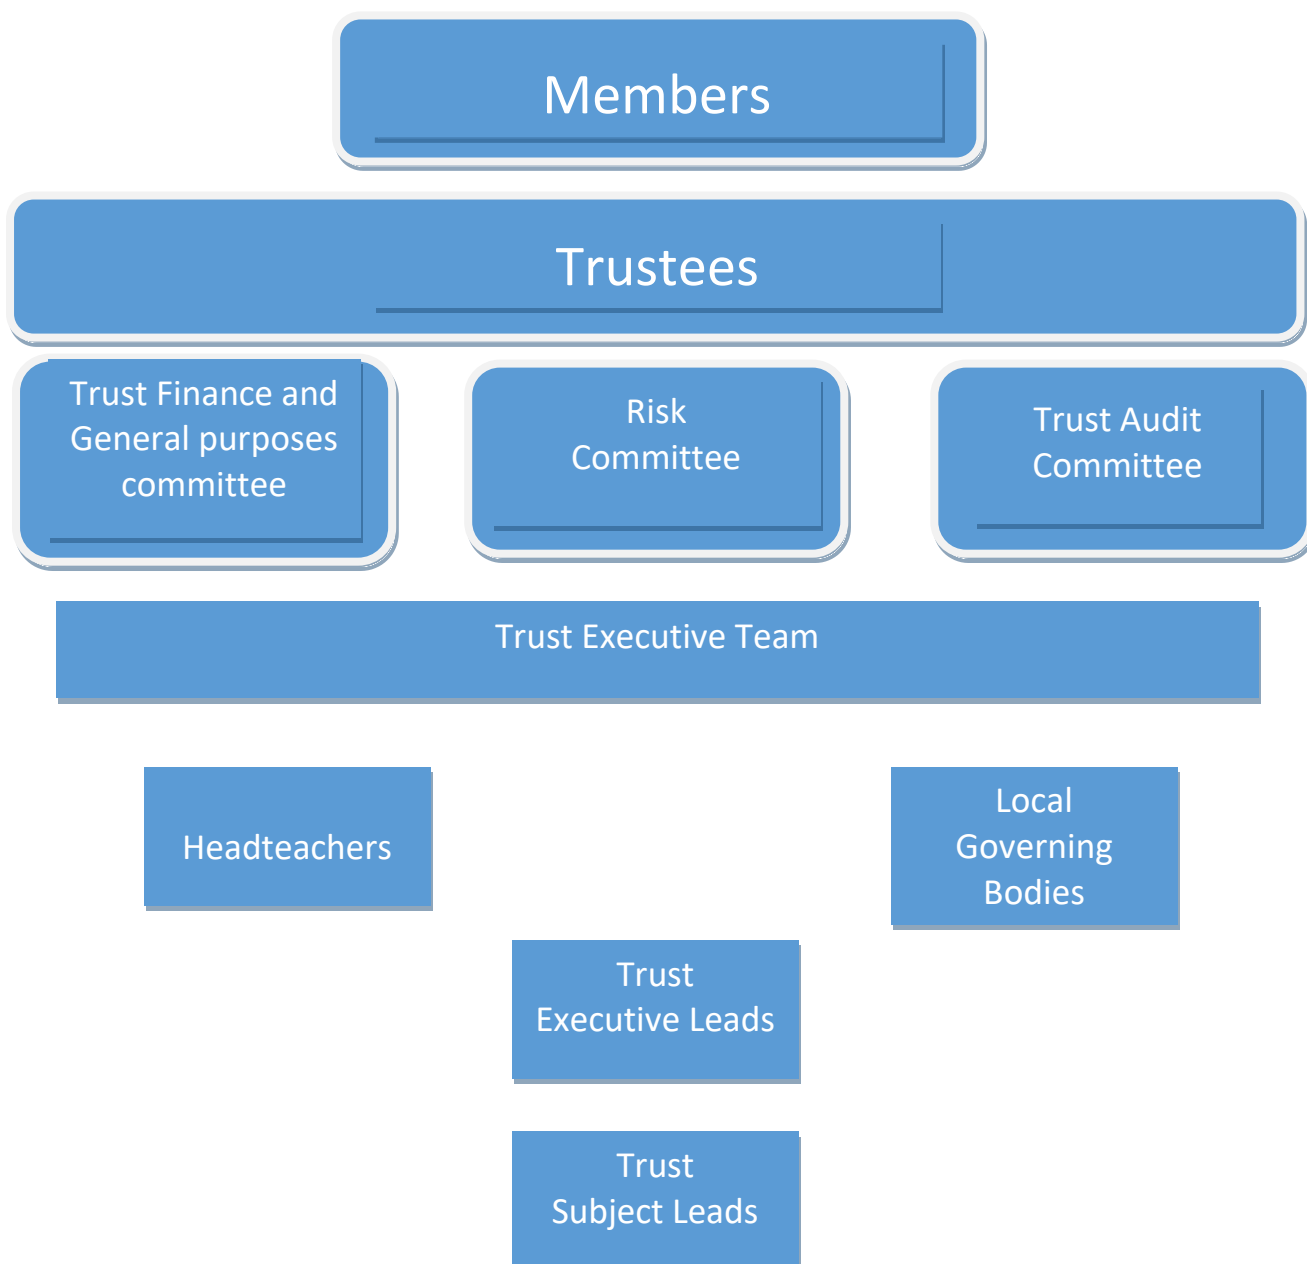 Members
Trustees
Trust Finance and
General purposes
committee
Risk
Committee
Trust Audit
Committee
Trust Executive Team
Headteachers
Local
Governing
Bodies
Trust
Executive Leads
Trust
Subject Leads